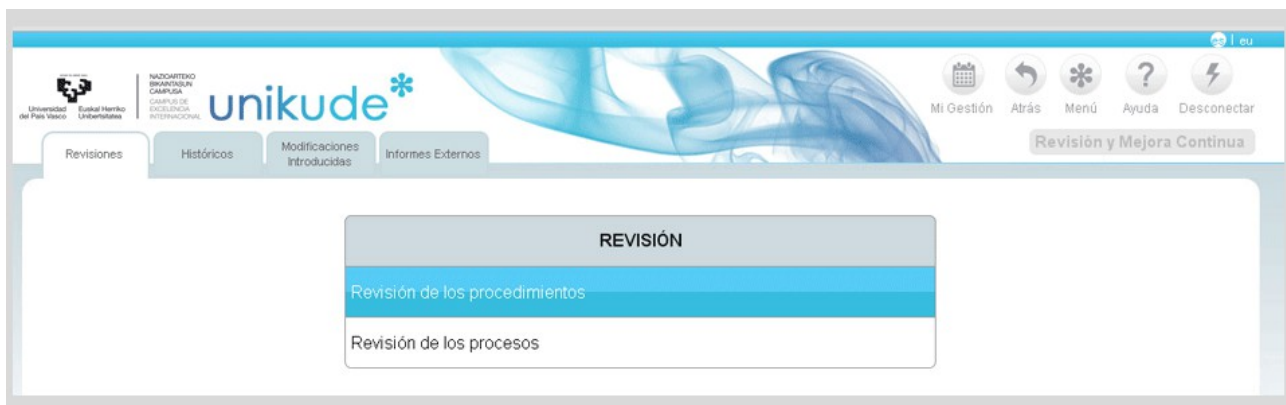 eu
NAZIOARTEKO
BIKAINTASUN
CAMPUSA
CAMPUS DE
EXCELENCIA
INTERNACIONAL
Universidad del País Vasco
Euskal Herriko Unibertsitatea
unikude*
Mi Gestión
Atrás
Menú
Ayuda
Desconectar
Revisión y Mejora Continua
Revisiones
Históricos
Modificaciones
Introducidas
Informes Externos
REVISIÓN
Revisión de los procedimientos
Revisión de los procesos